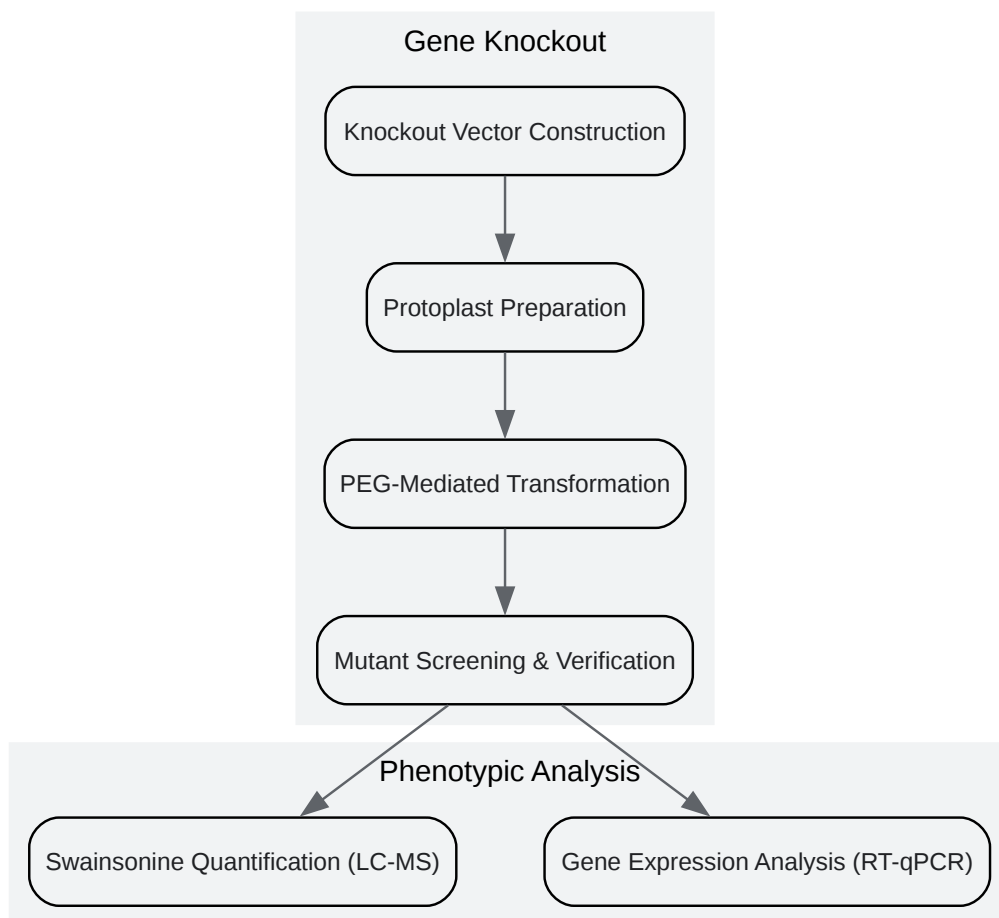 Gene Knockout
Knockout Vector Construction
Protoplast Preparation
PEG-Mediated Transformation
Mutant Screening & Verification
Phenotypic Analysis
Swainsonine Quantification (LC-MS)
Gene Expression Analysis (RT-qPCR)